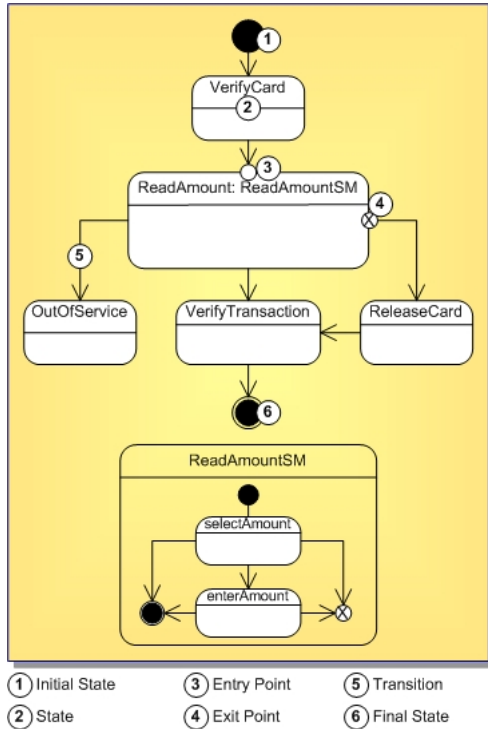 1
VerifyCard
2
3
ReadAmount: ReadAmountSM
4
X
5
OutOfService
VerifyTransaction
ReleaseCard
6
ReadAmountSM
selectAmount
enterAmount
X
1 Initial State
3 Entry Point
5 Transition
2 State
4 Exit Point
6 Final State